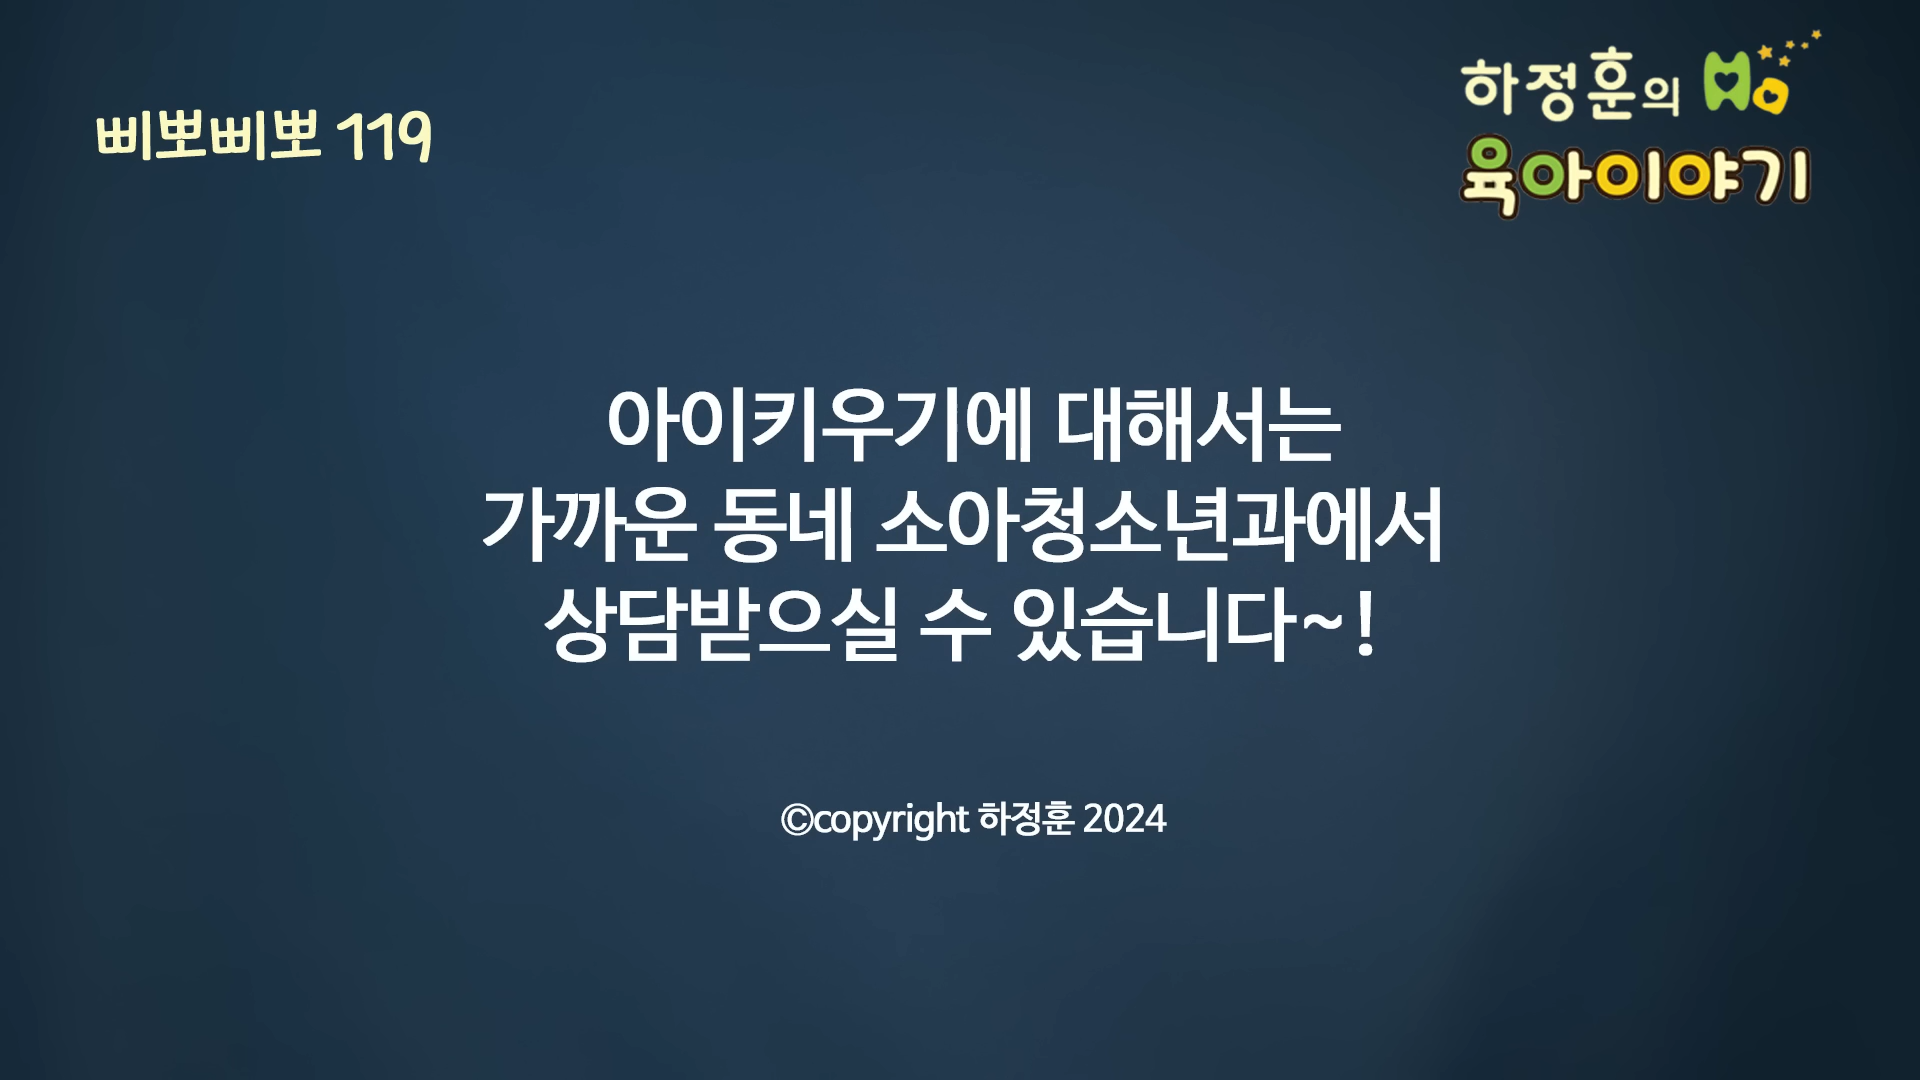 삐뽀삐뽀 119
하정훈의
육아이야기
아이키우기에 대해서는
가까운 동네 소아청소년과에서
상담받으실 수 있습니다~!
©copyright 하정훈 2024